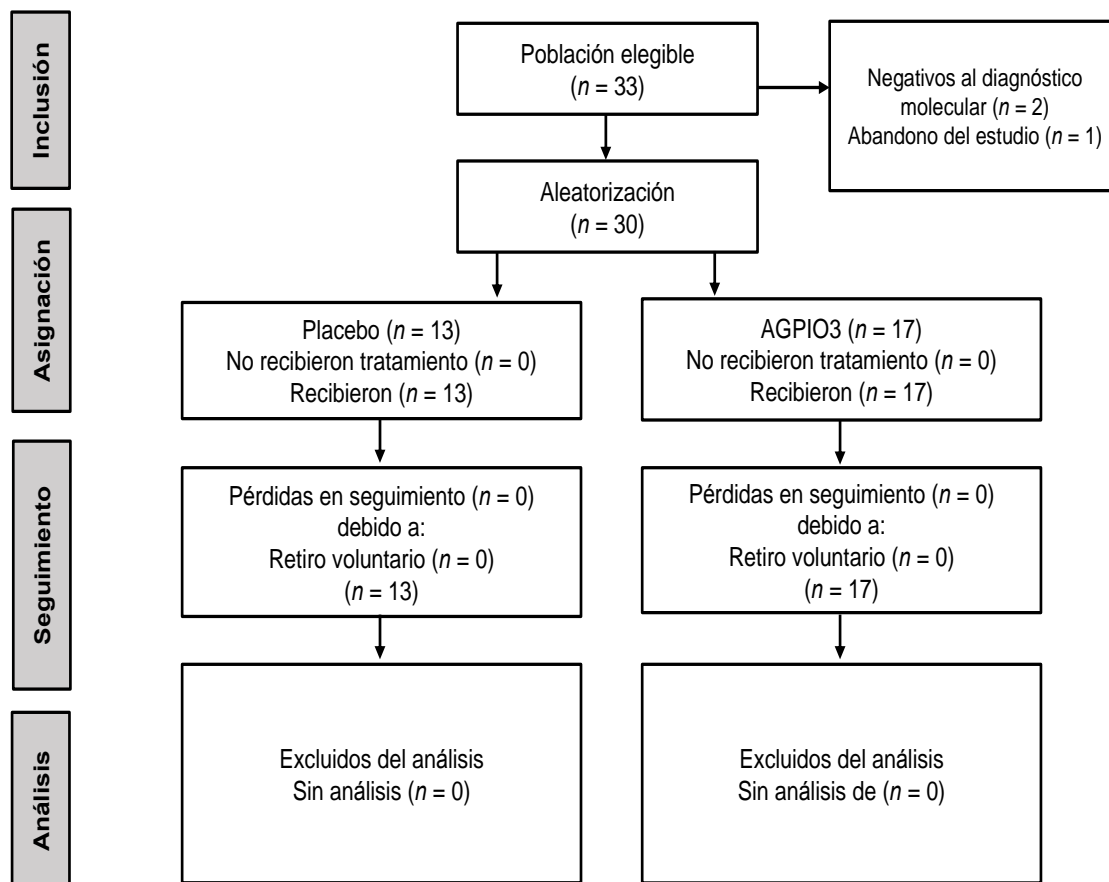 Inclusión
Población elegible
(n = 33)
Negativos al diagnóstico
molecular (n = 2)
Abandono del estudio (n = 1)
Aleatorización
(n = 30)
Asignación
Placebo (n = 13)
No recibieron tratamiento (n = 0)
Recibieron (n = 13)
AGPIO3 (n = 17)
No recibieron tratamiento (n = 0)
Recibieron (n = 17)
Seguimiento
Pérdidas en seguimiento (n = 0)
debido a:
Retiro voluntario (n = 0)
(n = 13)
Pérdidas en seguimiento (n = 0)
debido a:
Retiro voluntario (n = 0)
(n = 17)
Análisis
Excluidos del análisis
Sin análisis (n = 0)
Excluidos del análisis
Sin análisis de (n = 0)